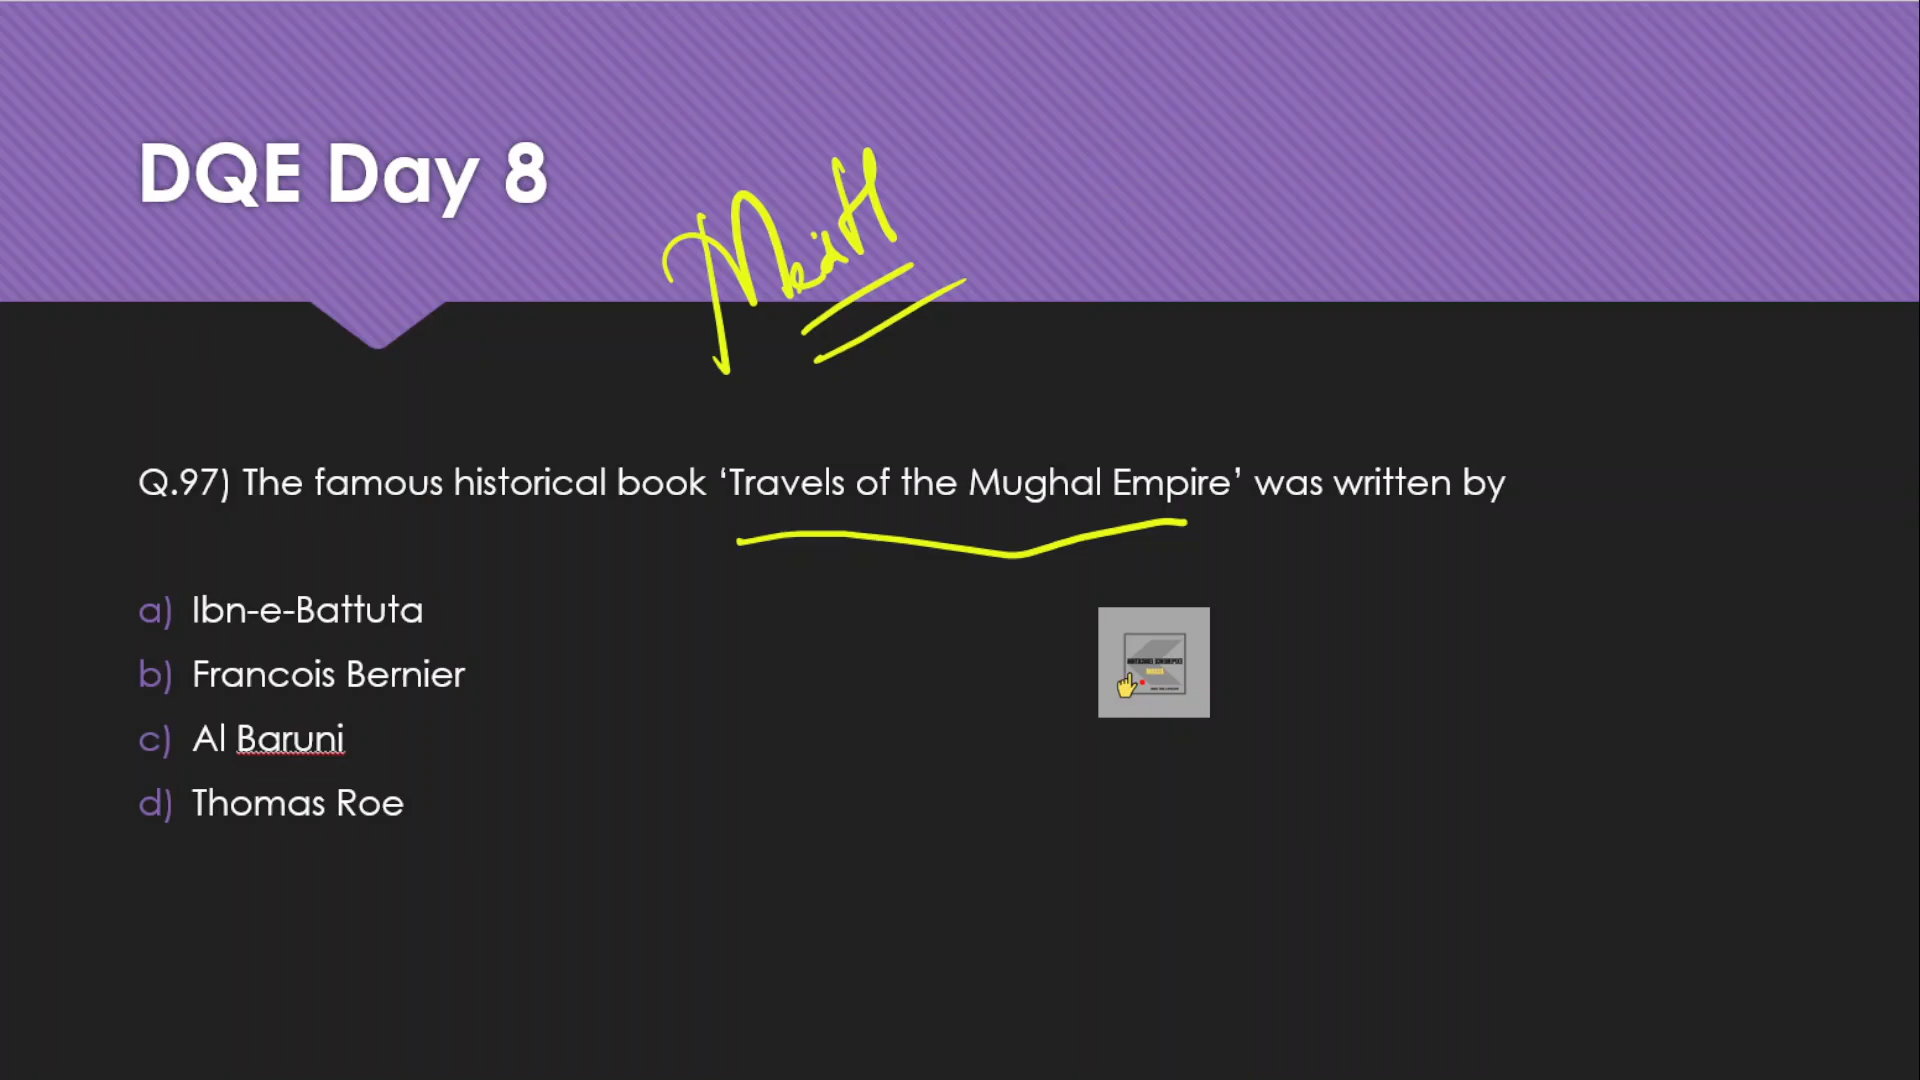 DQE Day 8
Q.97) The famous historical book ‘Travels of the Mughal Empire’ was written by
a) Ibn-e-Battuta
b) Francois Bernier
c) Al Baruni
d) Thomas Roe